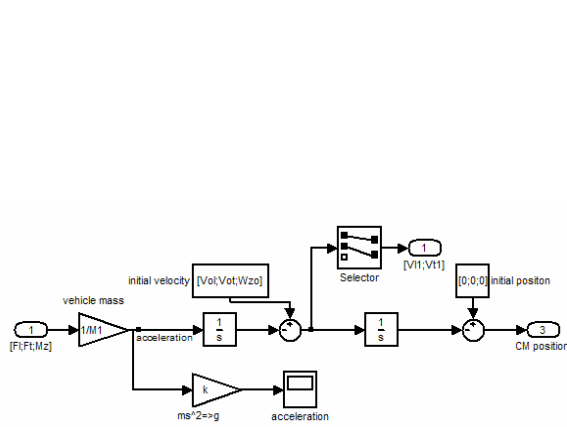 1
[Vl1;Vt1]
Selector
initial velocity
[Vol;Vot;Wzo]
[0;0;0]
initial positon
vehicle mass
1
[Fl;Ft;Mz]
1/M1
acceleration
1
s
1
s
3
CM position
k
ms^2=>g
acceleration